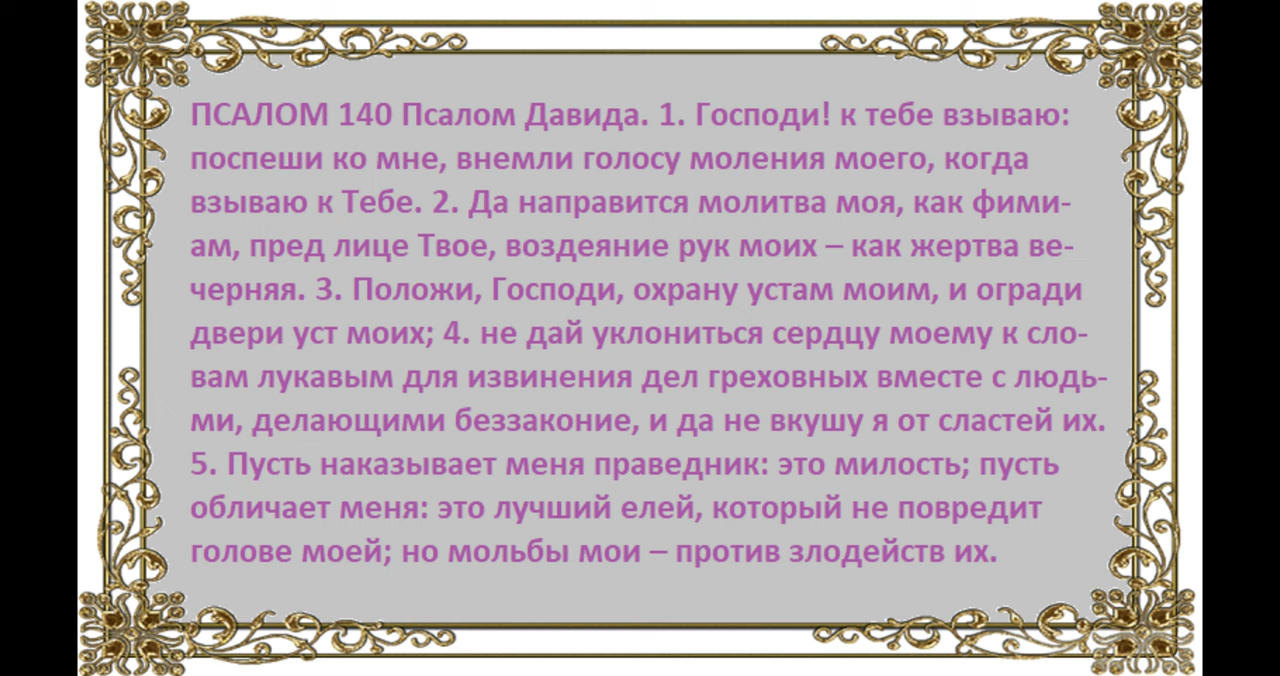 ПСАЛОМ 140 Псалом Давида. 1. Господи! к тебе взываю:
поспеши ко мне, внемли голосу моления моего, когда
взываю к Тебе. 2. Да направится молитва моя, как фими-
ам, пред лице Твое, воздеяние рук моих – как жертва ве-
черняя. 3. Положи, Господи, охрану устам моим, и огради
двери уст моих; 4. не дай уклониться сердцу моему к сло-
вам лукавым для извинения дел греховных вместе с людь-
ми, делающими беззаконие, и да не вкушу я от сластей их.
5. Пусть наказывает меня праведник: это милость; пусть
обличает меня: это лучший елей, который не повредит
голове моей; но мольбы мои – против злодейств их.